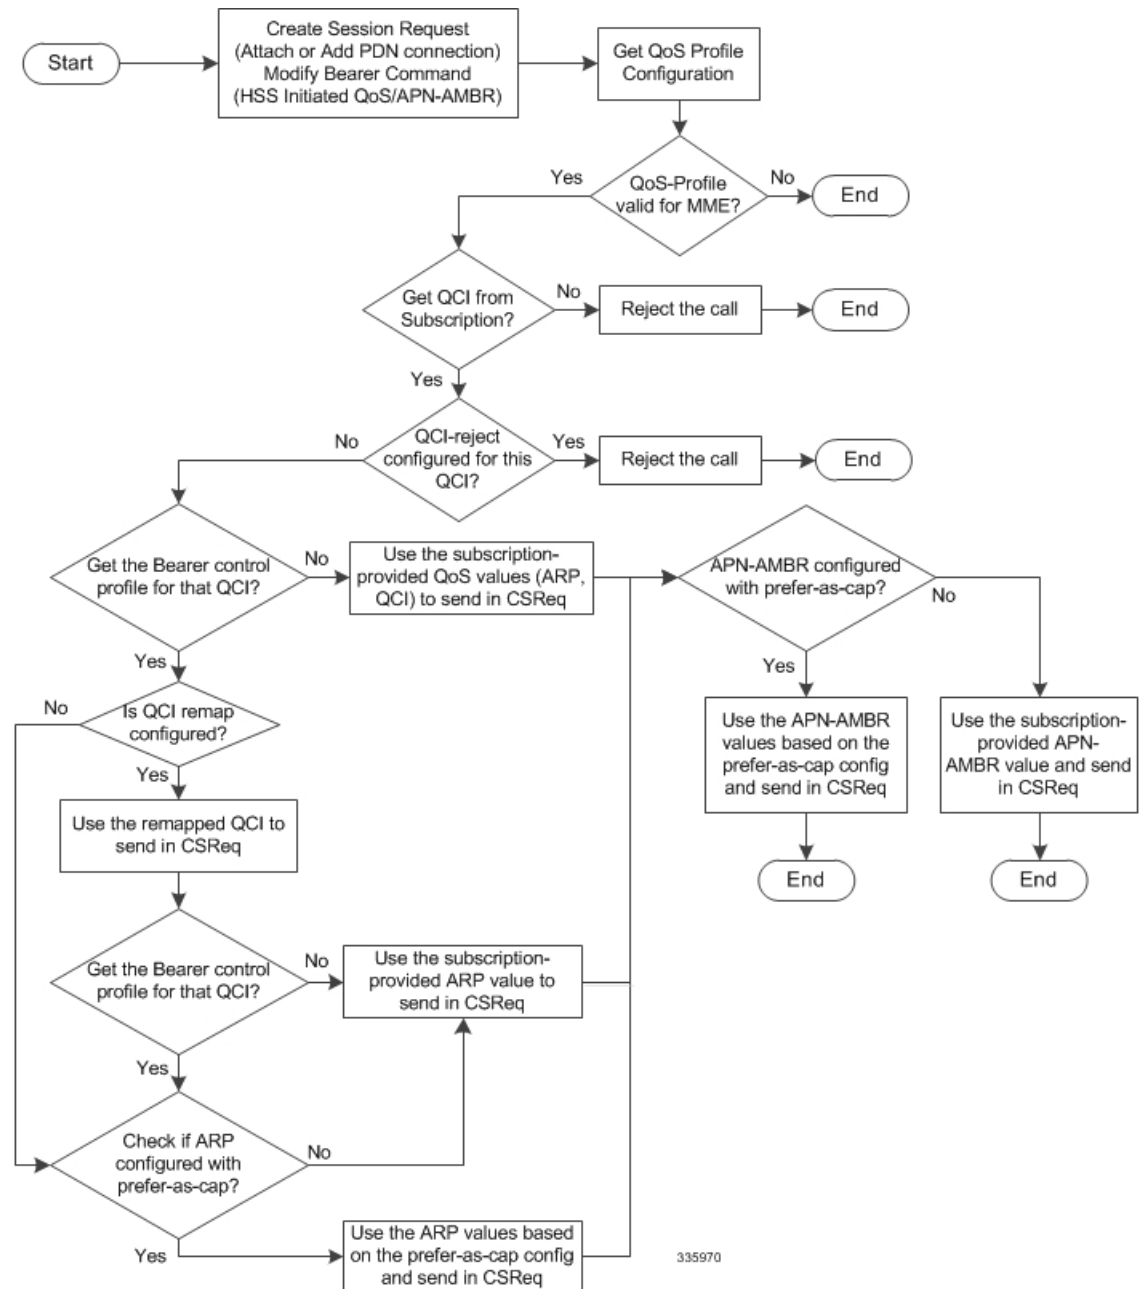 Start
Create Session Request
(Attach or Add PDN connection)
Modify Bearer Command
(HSS Initiated QoS/APN-AMBR)
Get QoS Profile
Configuration
QoS-Profile
valid for MME?
Yes
No
End
Get QCI from
Subscription?
No
Reject the call
End
Yes
QCI-reject
configured for this
QCI?
No
Yes
Reject the call
End
Get the Bearer control
profile for that QCI?
No
Use the subscription-
provided QoS values (ARP,
QCI) to send in CSReq
APN-AMBR configured
with prefer-as-cap?
No
Yes
Yes
No
Is QCI remap
configured?
Use the APN-AMBR
values based on the
prefer-as-cap config
and send in CSReq
Use the subscription-
provided APN-
AMBR value and send
in CSReq
Yes
Use the remapped QCI to
send in CSReq
End
End
Get the Bearer control
profile for that QCI?
No
Use the subscription-
provided ARP value to
send in CSReq
Yes
Check if ARP
configured with
prefer-as-cap?
No
Yes
Use the ARP values based
on the prefer-as-cap config
and send in CSReq
335970